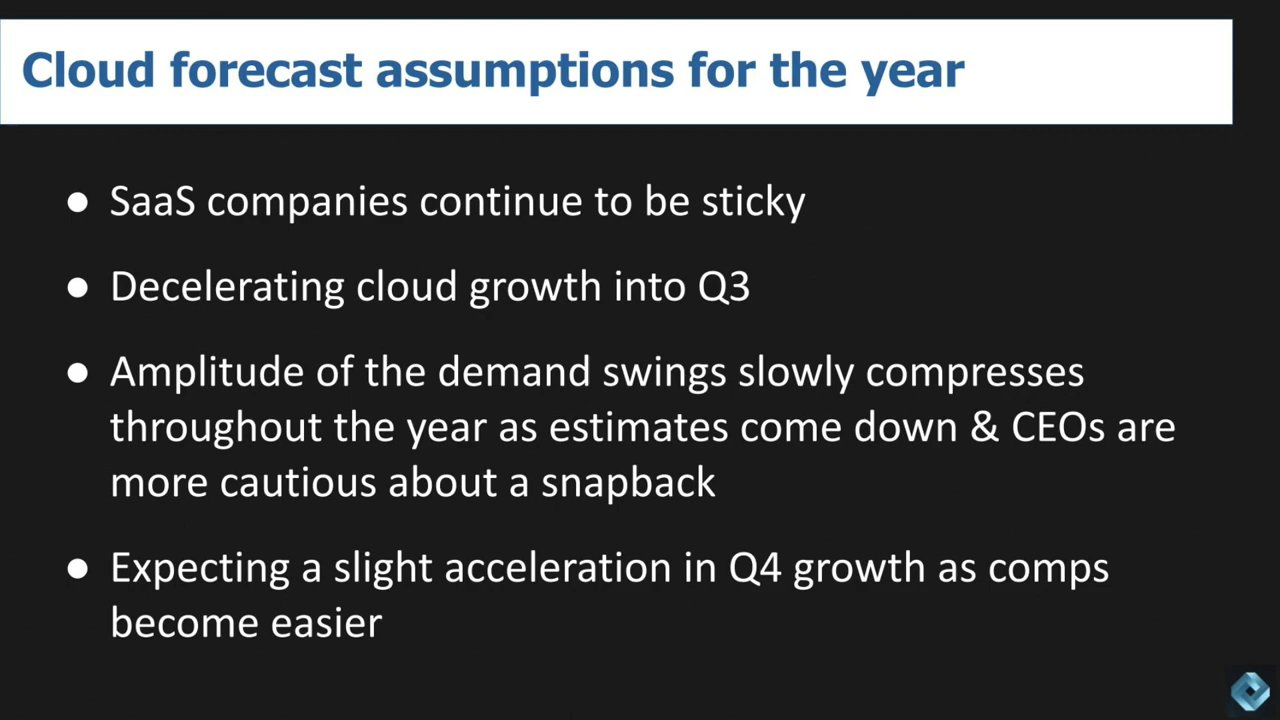 Cloud forecast assumptions for the year
● SaaS companies continue to be sticky
● Decelerating cloud growth into Q3
● Amplitude of the demand swings slowly compresses
throughout the year as estimates come down & CEOs are
more cautious about a snapback
● Expecting a slight acceleration in Q4 growth as comps
become easier